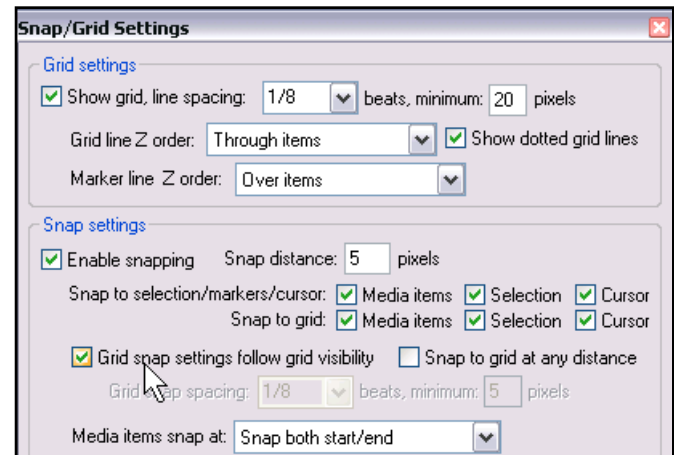 Snap/Grid Settings
Grid settings
Show grid, line spacing: 1/8 beats, minimum: 20 pixels
Grid line Z order: Through items Show dotted grid lines
Marker line Z order: Over items
Snap settings
Enable snapping Snap distance: 5 pixels
Snap to selection/markers/cursor: Media items Selection Cursor
Snap to grid: Media items Selection Cursor
Grid snap settings follow grid visibility Snap to grid at any distance
Grid snap spacing: 1/8 beats, minimum: 5 pixels
Media items snap at: Snap both start/end